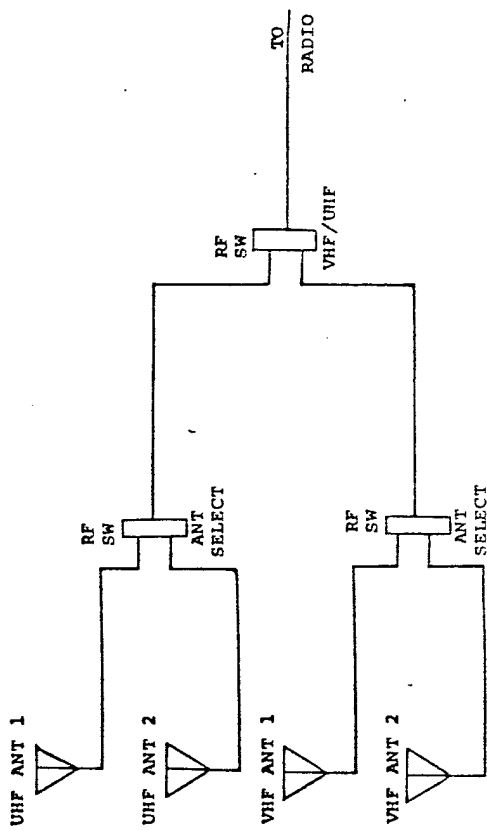 UHF ANT 1
UHF ANT 2
VHF ANT 1
VHF ANT 2
RF
SW
ANT
SELECT
RF
SW
ANT
SELECT
RF
SW
VHF/UHF
TO
RADIO